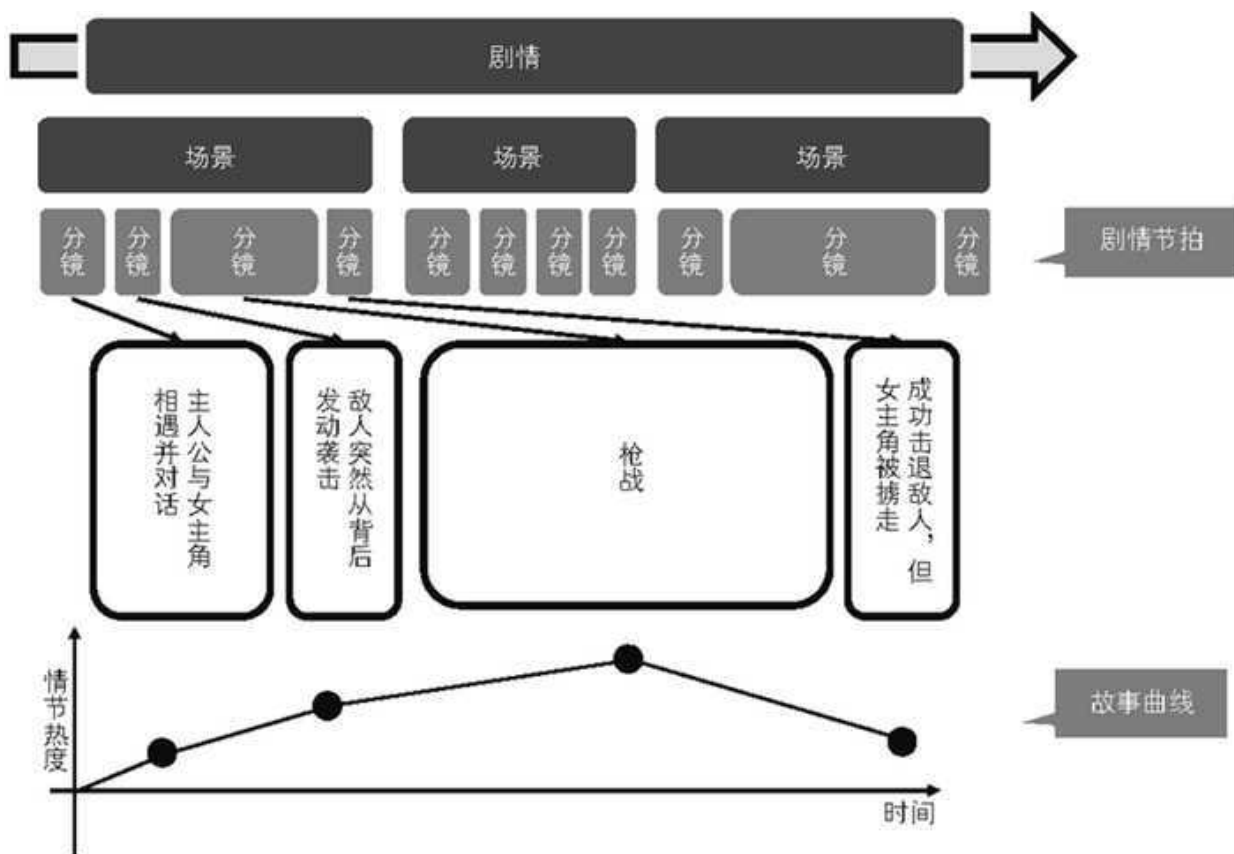 剧情
场景
场景
场景
分镜
分镜
分镜
分镜
分镜
分镜
分镜
分镜
分镜
分镜
分镜
剧情节拍
主人公与女主角
相遇并对话
敌人突然从背后
发动袭击
枪战
成功击退敌人，但
女主角被掳走
情节热度
时间
故事曲线